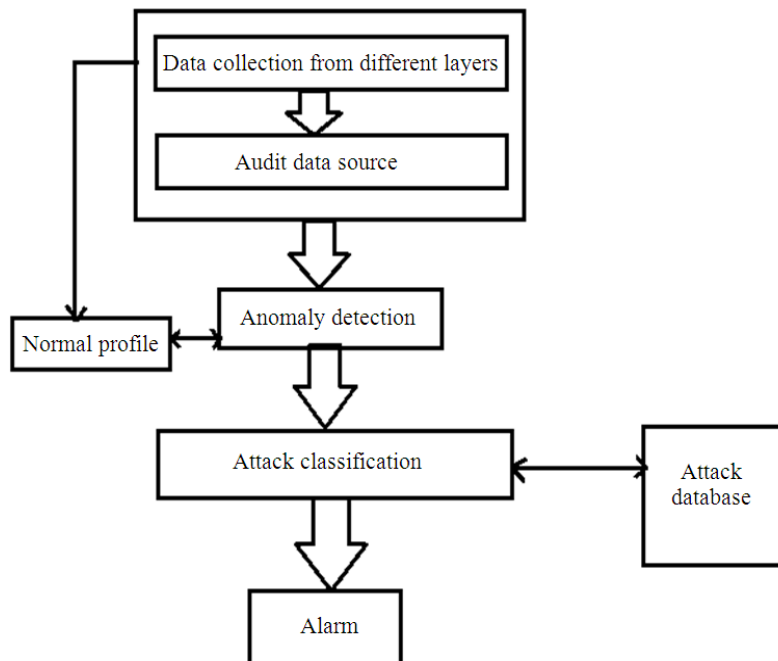 Data collection from different layers
Audit data source
Anomaly detection
Normal profile
Attack classification
Attack
database
Alarm